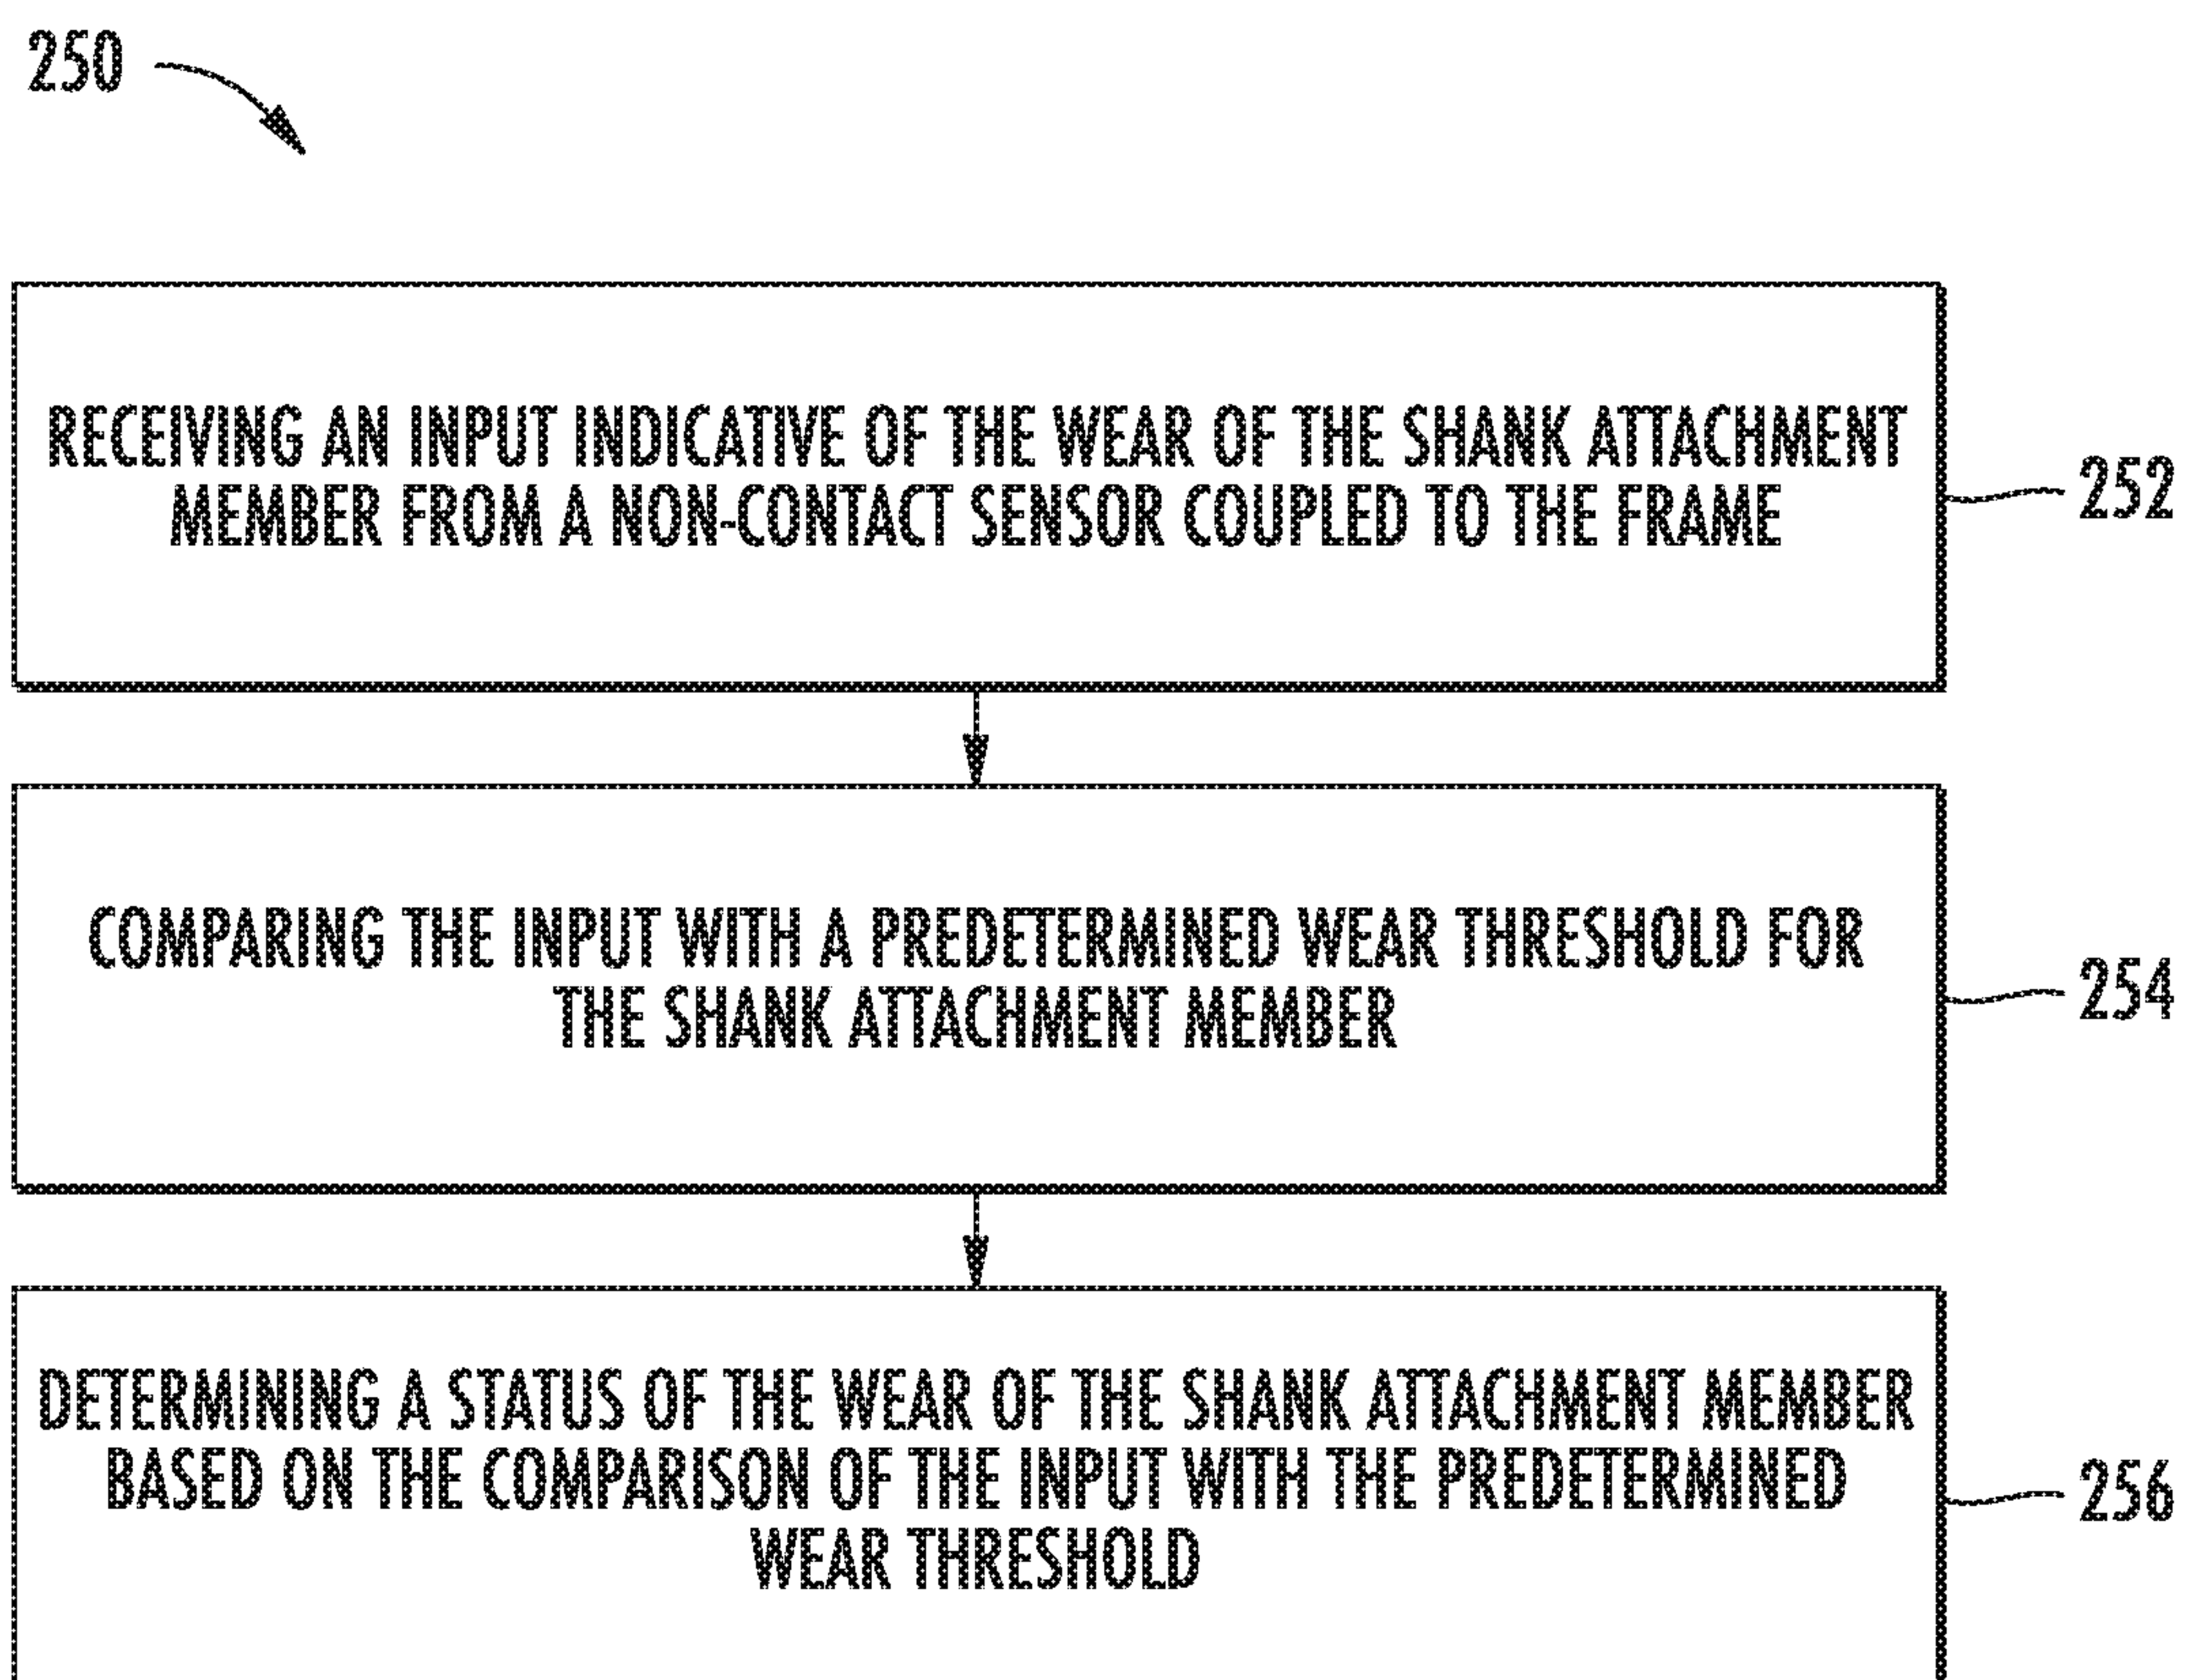 250
RECEIVING AN INPUT INDICATIVE OF THE WEAR OF THE SHANK ATTACHMENT
MEMBER FROM A NON-CONTACT SENSOR COUPLED TO THE FRAME
252
COMPARING THE INPUT WITH A PREDETERMINED WEAR THRESHOLD FOR
THE SHANK ATTACHMENT MEMBER
254
DETERMINING A STATUS OF THE WEAR OF THE SHANK ATTACHMENT MEMBER
BASED ON THE COMPARISON OF THE INPUT WITH THE PREDETERMINED
WEAR THRESHOLD
256